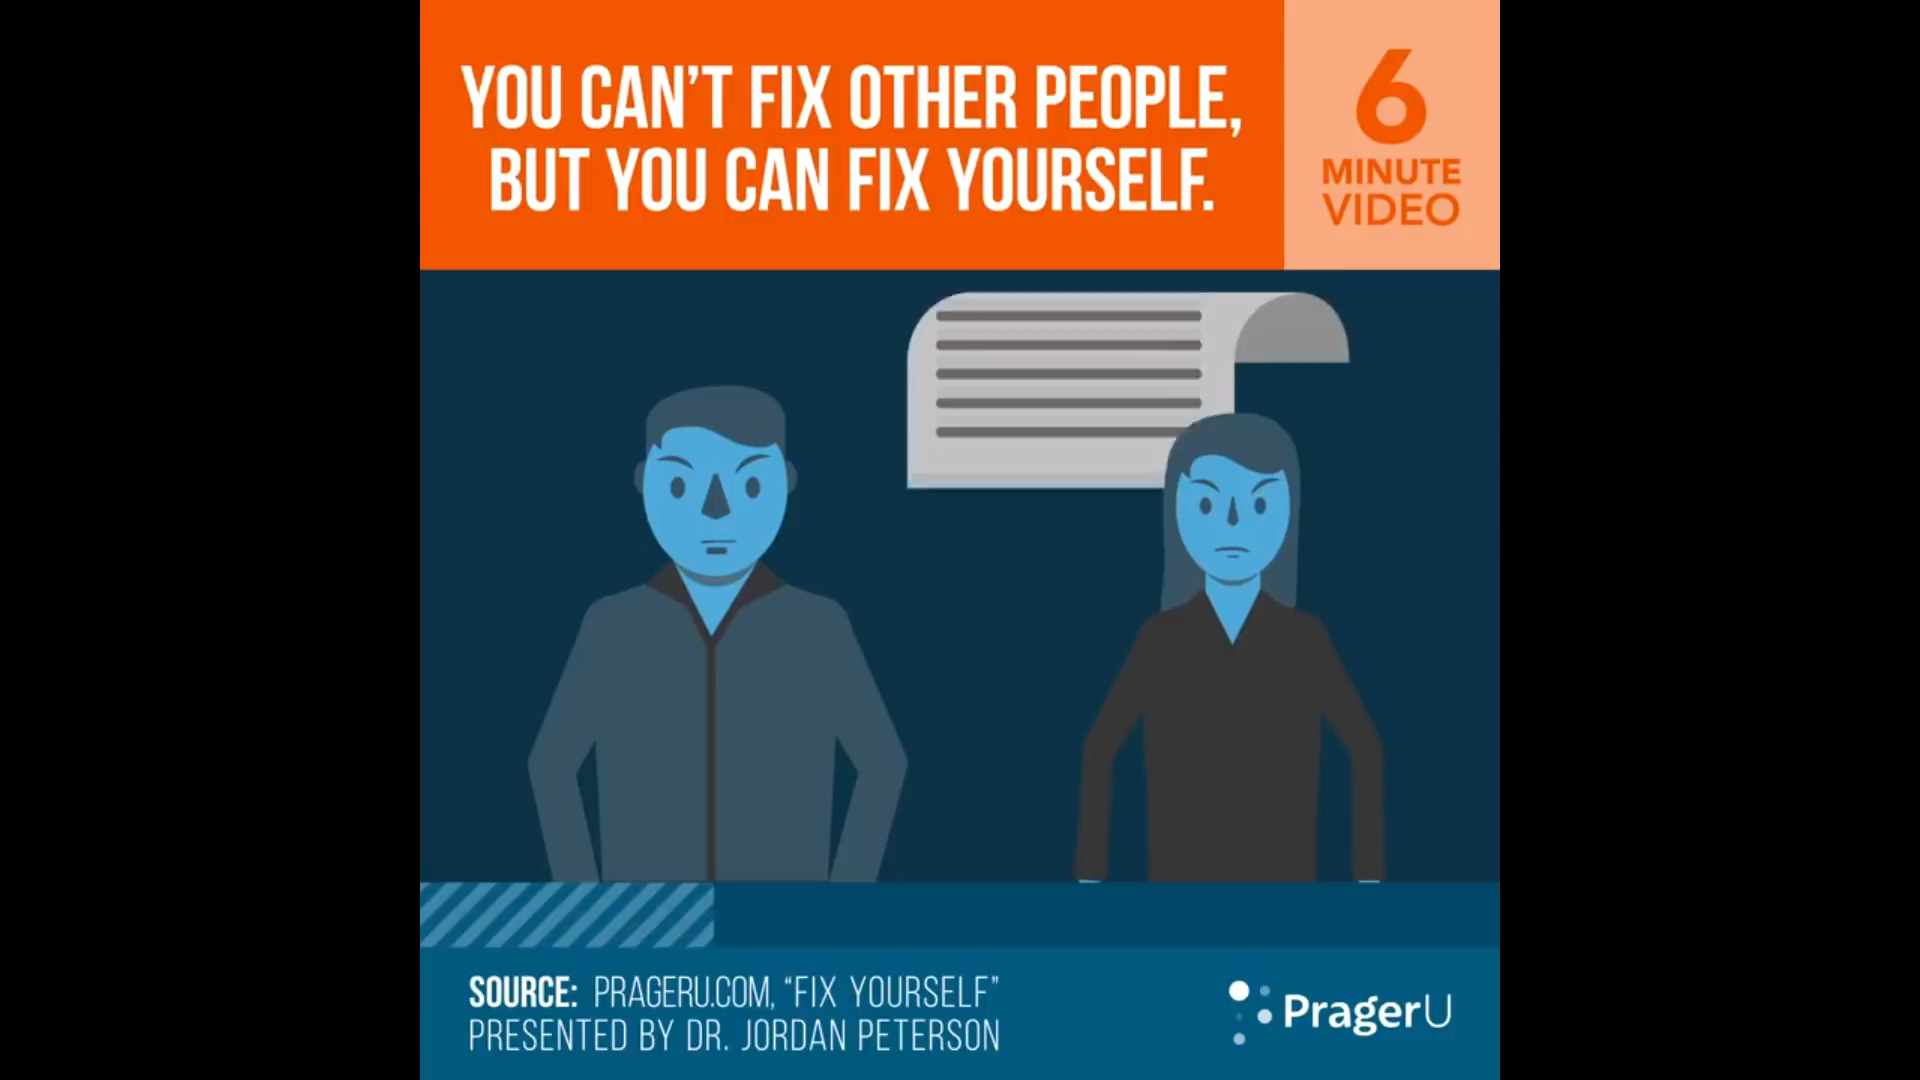 YOU CAN'T FIX OTHER PEOPLE,
BUT YOU CAN FIX YOURSELF.
6
MINUTE
VIDEO
SOURCE: PRAGERU.COM, “FIX YOURSELF”
PRESENTED BY DR. JORDAN PETERSON
PragerU